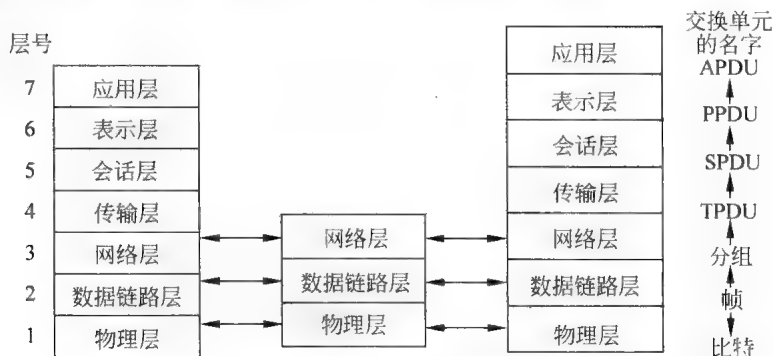 层号
7
6
5
4
3
2
1
应用层
表示层
会话层
传输层
网络层
数据链路层
物理层
网络层
数据链路层
物理层
应用层
表示层
会话层
传输层
网络层
数据链路层
物理层
交换单元
的名字
APDU
PPDU
SPDU
TPDU
分组
帧
比特